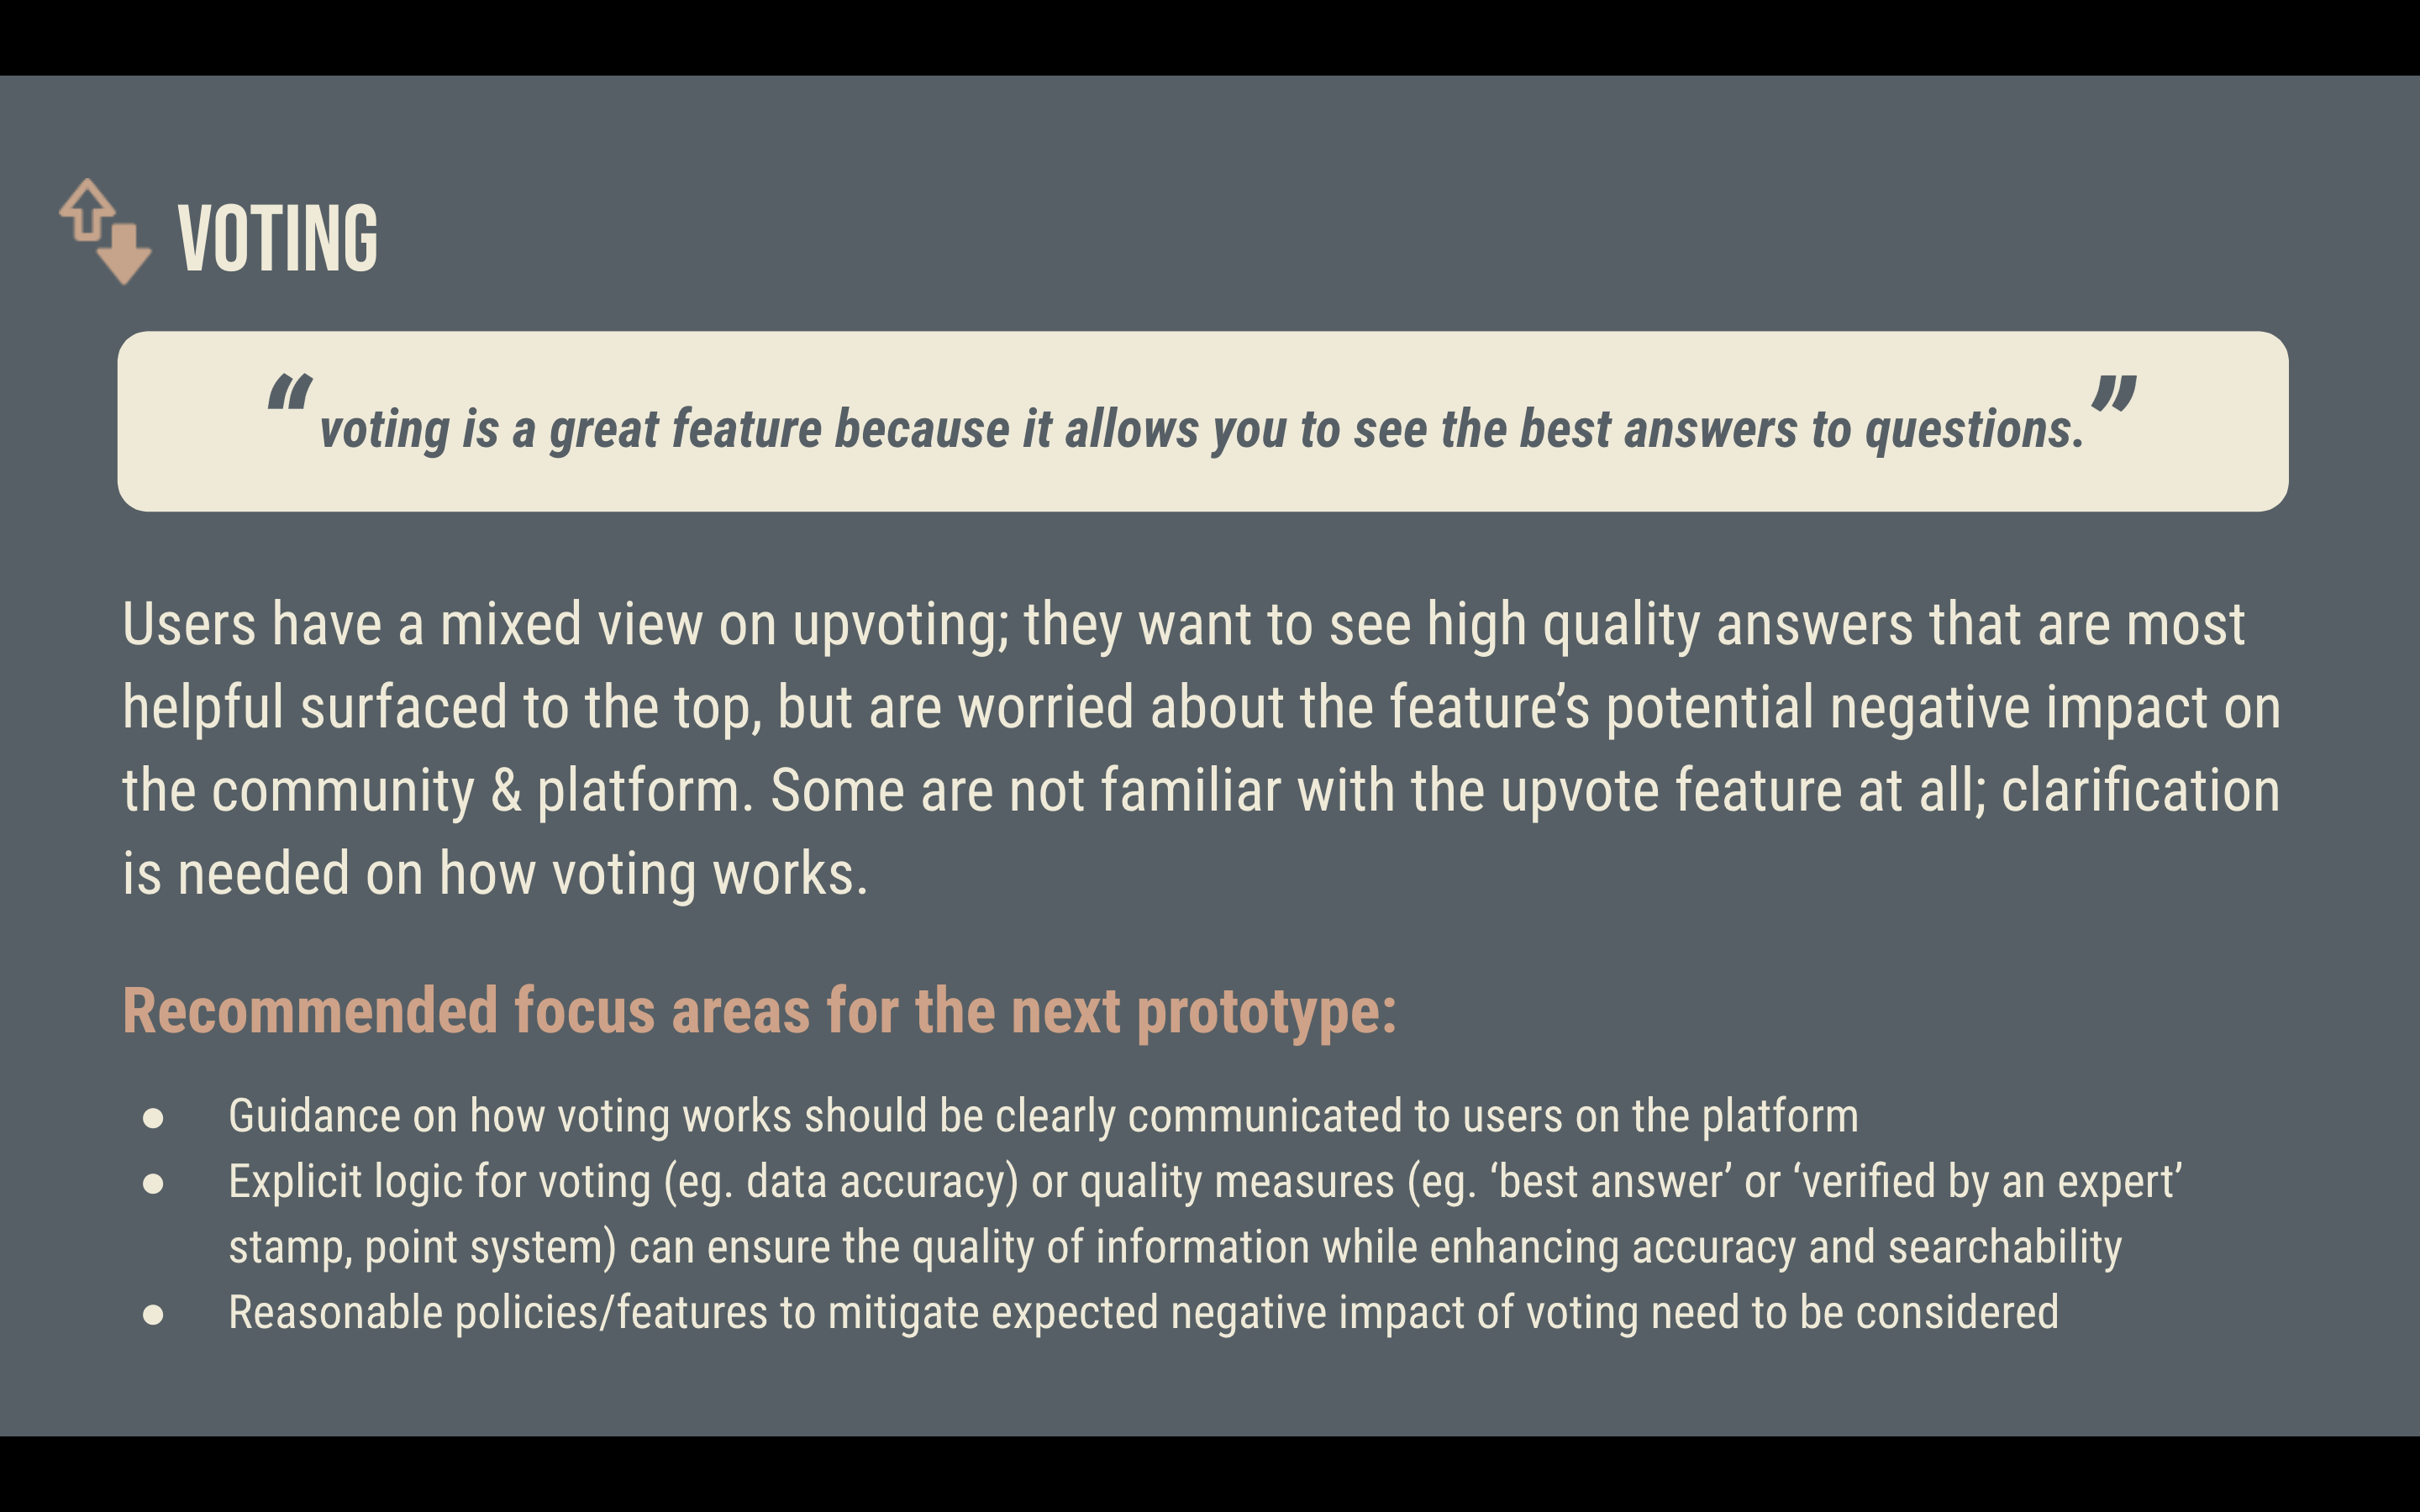 VOTING
“voting is a great feature because it allows you to see the best answers to questions.”
Users have a mixed view on upvoting; they want to see high quality answers that are most
helpful surfaced to the top, but are worried about the feature’s potential negative impact on
the community & platform. Some are not familiar with the upvote feature at all; clarification
is needed on how voting works.
Recommended focus areas for the next prototype:
● Guidance on how voting works should be clearly communicated to users on the platform
● Explicit logic for voting (eg. data accuracy) or quality measures (eg. ‘best answer’ or ‘verified by an expert’
stamp, point system) can ensure the quality of information while enhancing accuracy and searchability
● Reasonable policies/features to mitigate expected negative impact of voting need to be considered